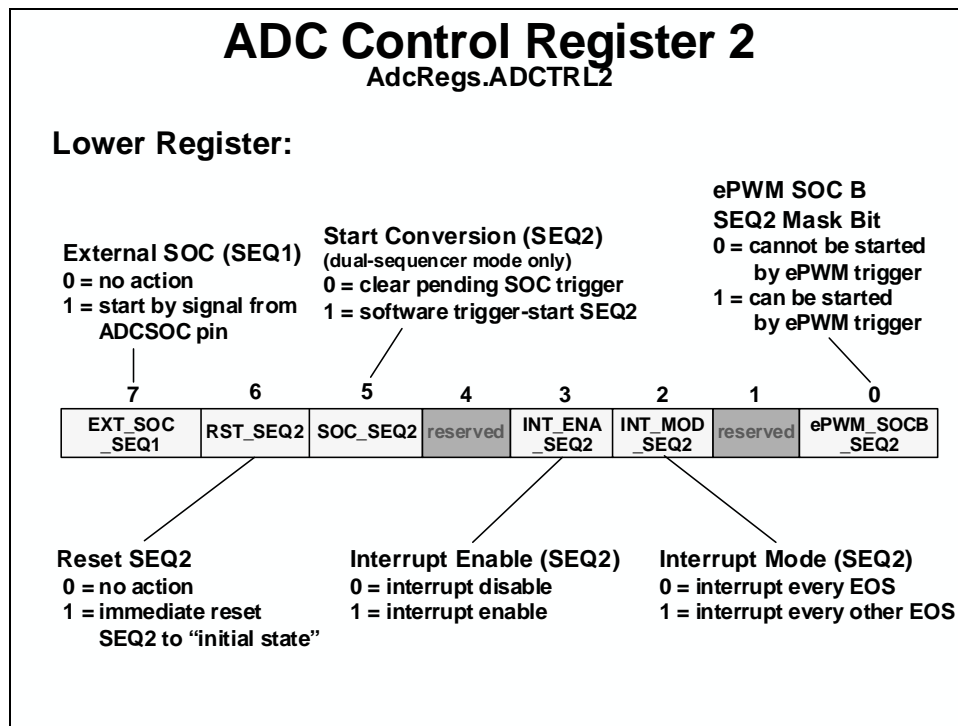 ADC Control Register 2
AdcRegs.ADCTRL2
Lower Register:
External SOC (SEQ1)
0 = no action
1 = start by signal from
ADCSOC pin
Start Conversion (SEQ2)
(dual-sequencer mode only)
0 = clear pending SOC trigger
1 = software trigger-start SEQ2
ePWM SOC B
SEQ2 Mask Bit
0 = cannot be started
by ePWM trigger
1 = can be started
by ePWM trigger
7 6 5 4 3 2 1 0
EXT_SOC
_SEQ1
RST_SEQ2
SOC_SEQ2
reserved
INT_ENA
_SEQ2
INT_MOD
_SEQ2
reserved
ePWM_SOCB
_SEQ2
Reset SEQ2
0 = no action
1 = immediate reset
SEQ2 to “initial state”
Interrupt Enable (SEQ2)
0 = interrupt disable
1 = interrupt enable
Interrupt Mode (SEQ2)
0 = interrupt every EOS
1 = interrupt every other EOS